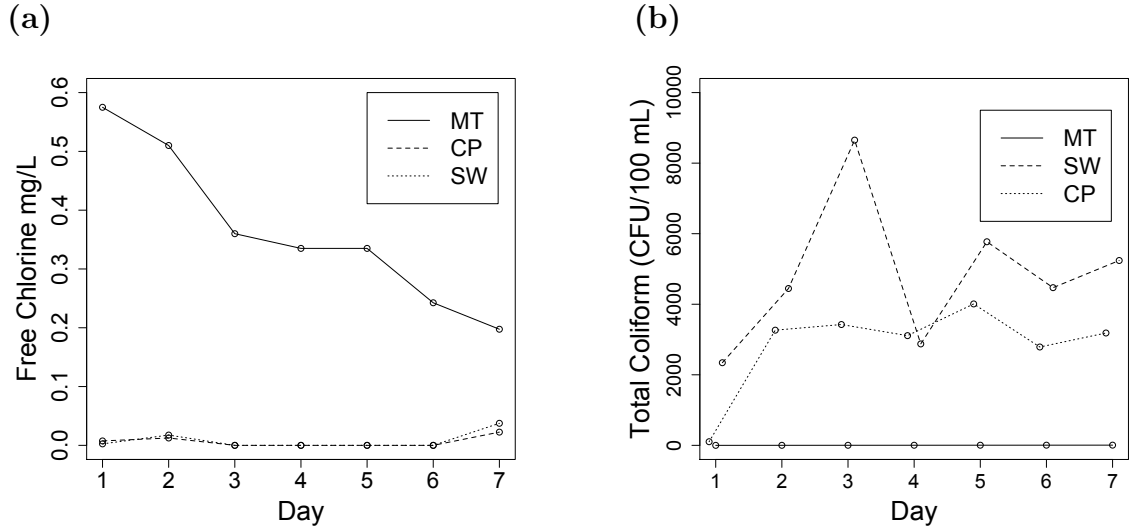 (a)
Free Chlorine mg/L
0.6
0.5
0.4
0.3
0.2
0.1
0.0
MT
CP
SW
1 2 3 4 5 6 7
Day
(b)
Total Coliform (CFU/100 mL)
10000
8000
6000
4000
2000
0
MT
SW
CP
1 2 3 4 5 6 7
Day